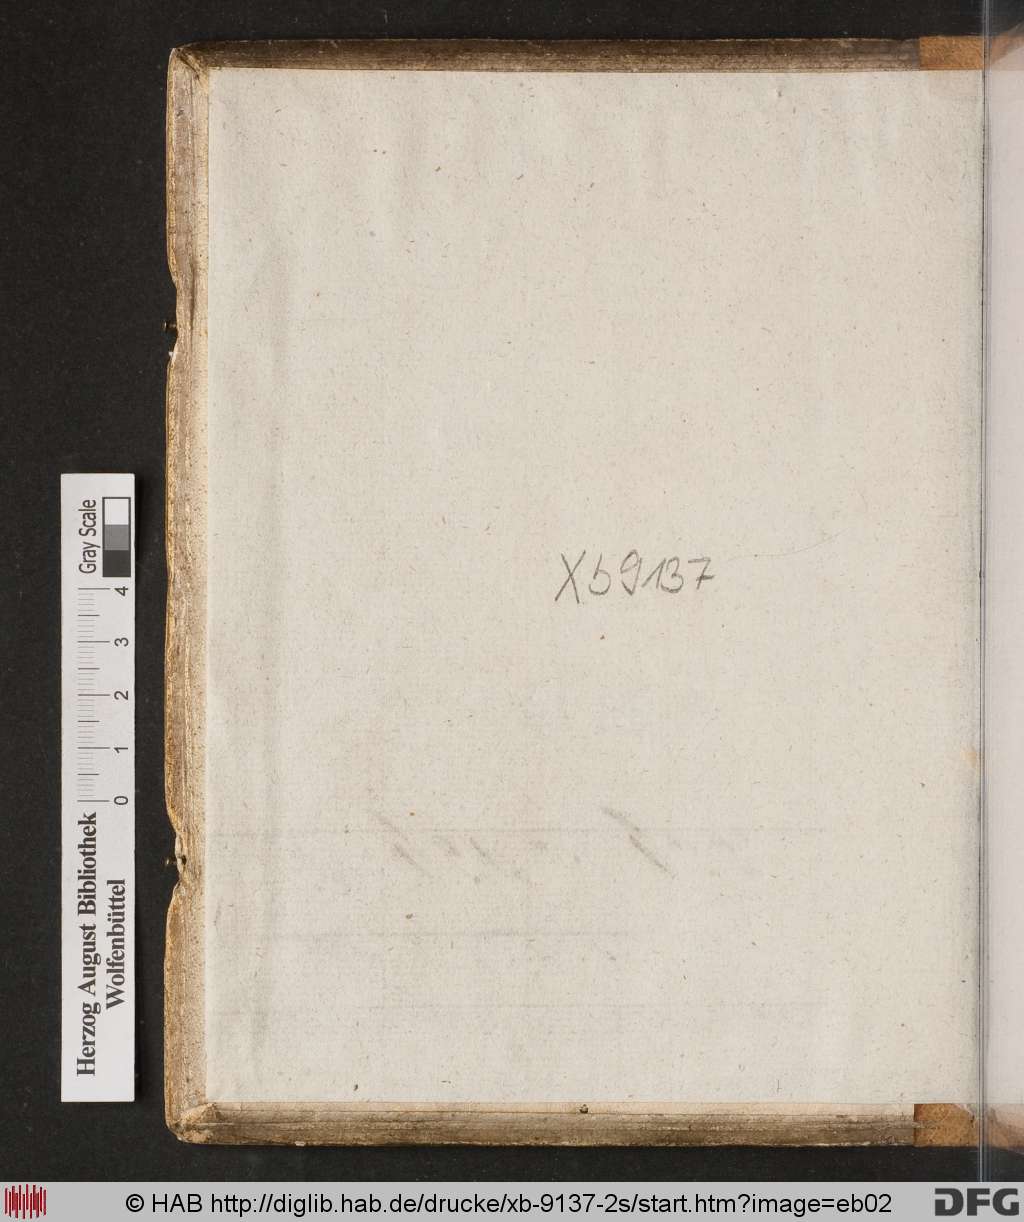 Xb 9137
Herzog August Bibliothek
Wolfenbüttel
0 1 2 3 4
Gray Scale
© HAB http://diglib.hab.de/drucke/xb-9137-2s/start.htm?image=eb02
DFG